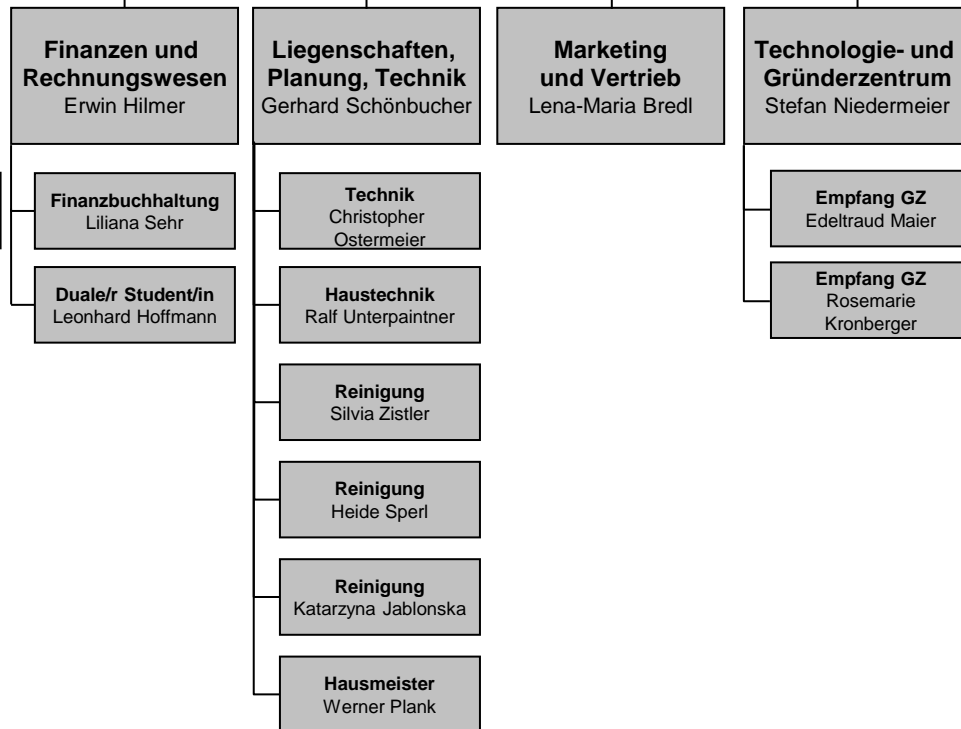 Finanzen und
Rechnungswesen
Erwin Hilmer
Liegenschaften,
Planung, Technik
Gerhard Schönbucher
Marketing
und Vertrieb
Lena-Maria Bredl
Technologie- und
Gründerzentrum
Stefan Niedermeier
Finanzbuchhaltung
Liliana Sehr
Duale/r Student/in
Leonhard Hoffmann
Technik
Christopher
Ostermeier
Haustechnik
Ralf Unterpaintner
Reinigung
Silvia Zistler
Reinigung
Heide Sperl
Reinigung
Katarzyna Jablonska
Hausmeister
Werner Plank
Empfang GZ
Edeltraud Maier
Empfang GZ
Rosemarie
Kronberger